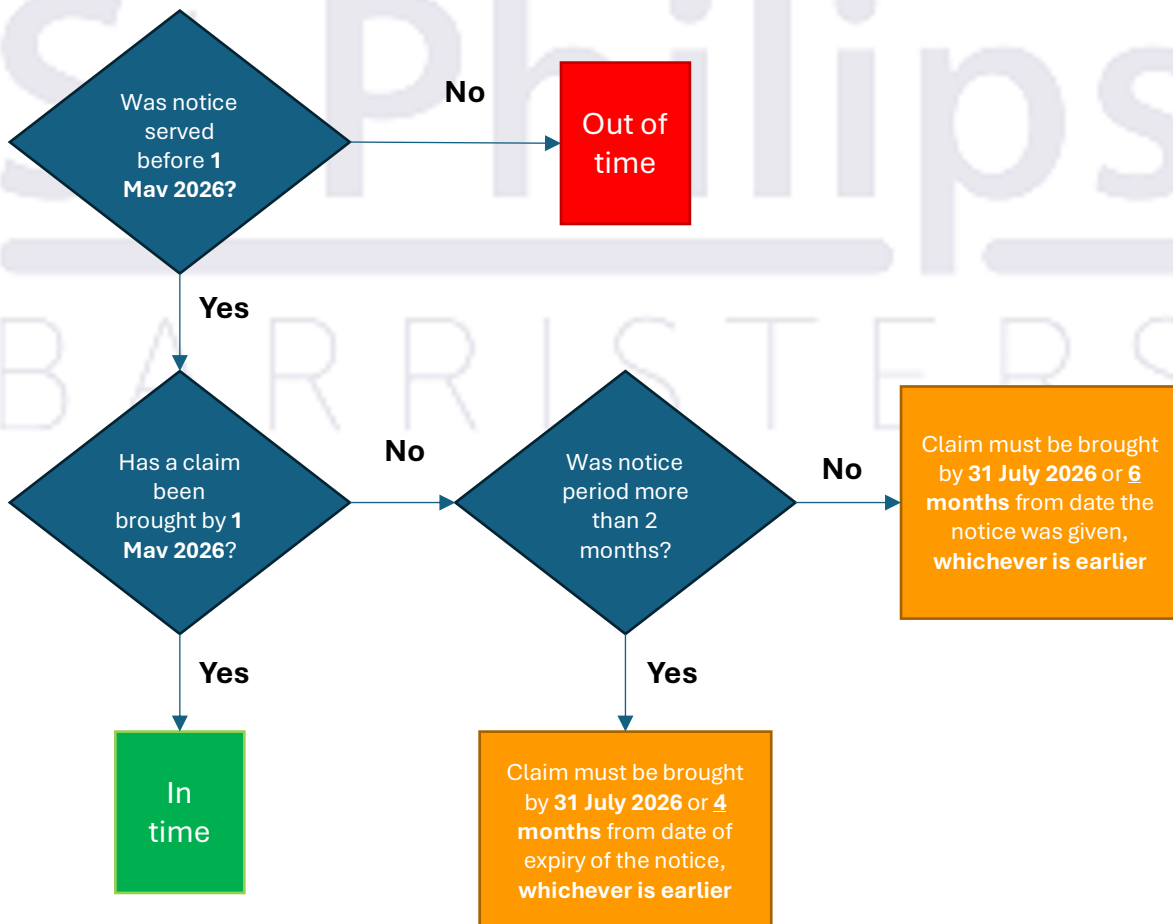 St Philips
BARRISTERS
Was notice
served
before 1
May 2026?
No
Out of
time
Yes
Has a claim
been
brought by 1
May 2026?
No
Was notice
period more
than 2
months?
No
Claim must be brought
by 31 July 2026 or 6
months from date the
notice was given,
whichever is earlier
Yes
In
time
Yes
Claim must be brought
by 31 July 2026 or 4
months from date of
expiry of the notice,
whichever is earlier